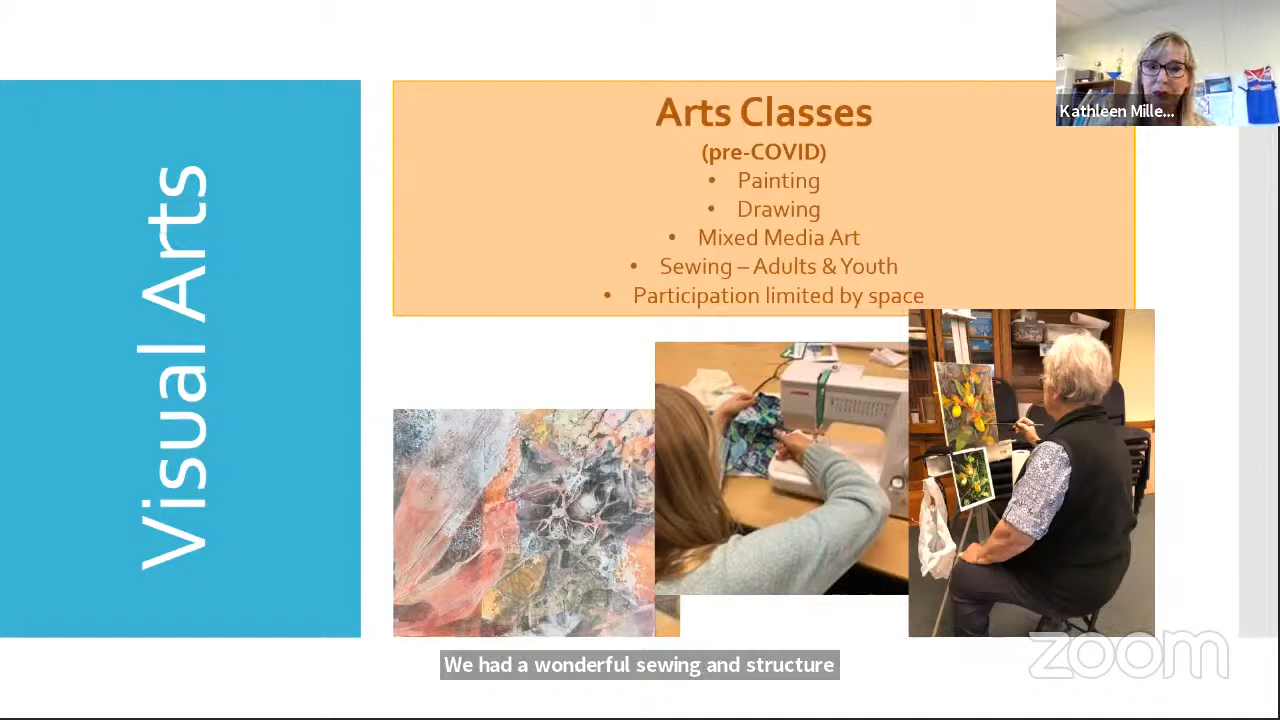 Visual Arts
Arts Classes
(pre-COVID)
• Painting
• Drawing
• Mixed Media Art
• Sewing – Adults & Youth
• Participation limited by space
Kathleen Mille...
We had a wonderful sewing and structure
zoom